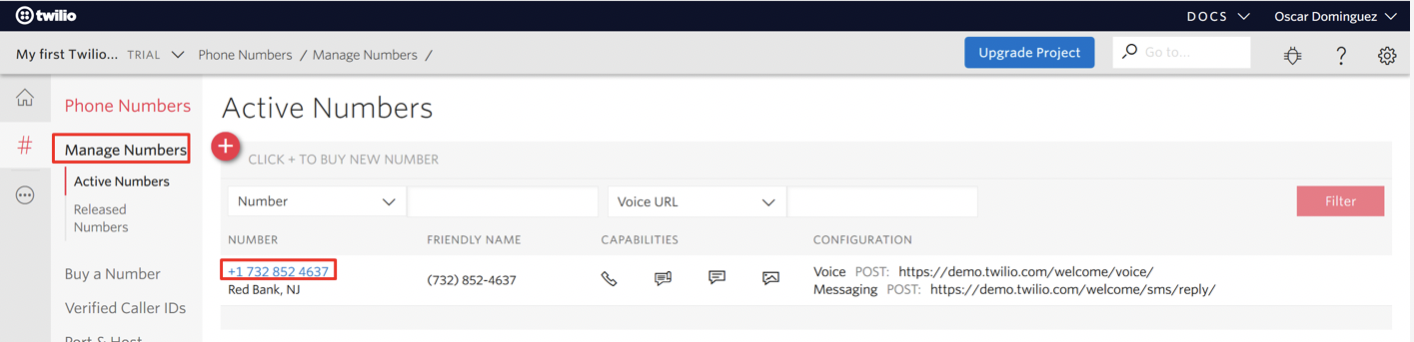 twilio
DOCS
Oscar Dominguez
My first Twilio... TRIAL
Phone Numbers / Manage Numbers /
Upgrade Project
Go to...
?
Phone Numbers
#
Manage Numbers
Active Numbers
Released
Numbers
Buy a Number
Verified Caller IDs
Port & Host
Active Numbers
+
CLICK + TO BUY NEW NUMBER
Number
Voice URL
Filter
NUMBER FRIENDLY NAME CAPABILITIES CONFIGURATION
+1 732 852 4637
Red Bank, NJ
(732) 852-4637
Voice POST: https://demo.twilio.com/welcome/voice/
Messaging POST: https://demo.twilio.com/welcome/sms/reply/